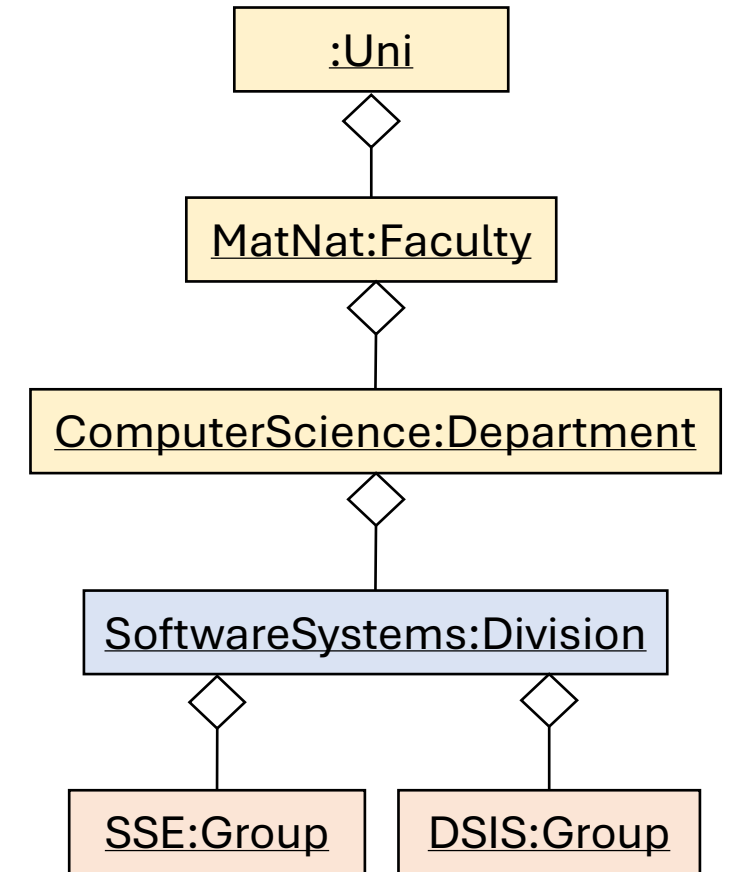 :Uni
MatNat:Faculty
ComputerScience:Department
SoftwareSystems:Division
SSE:Group
DSIS:Group